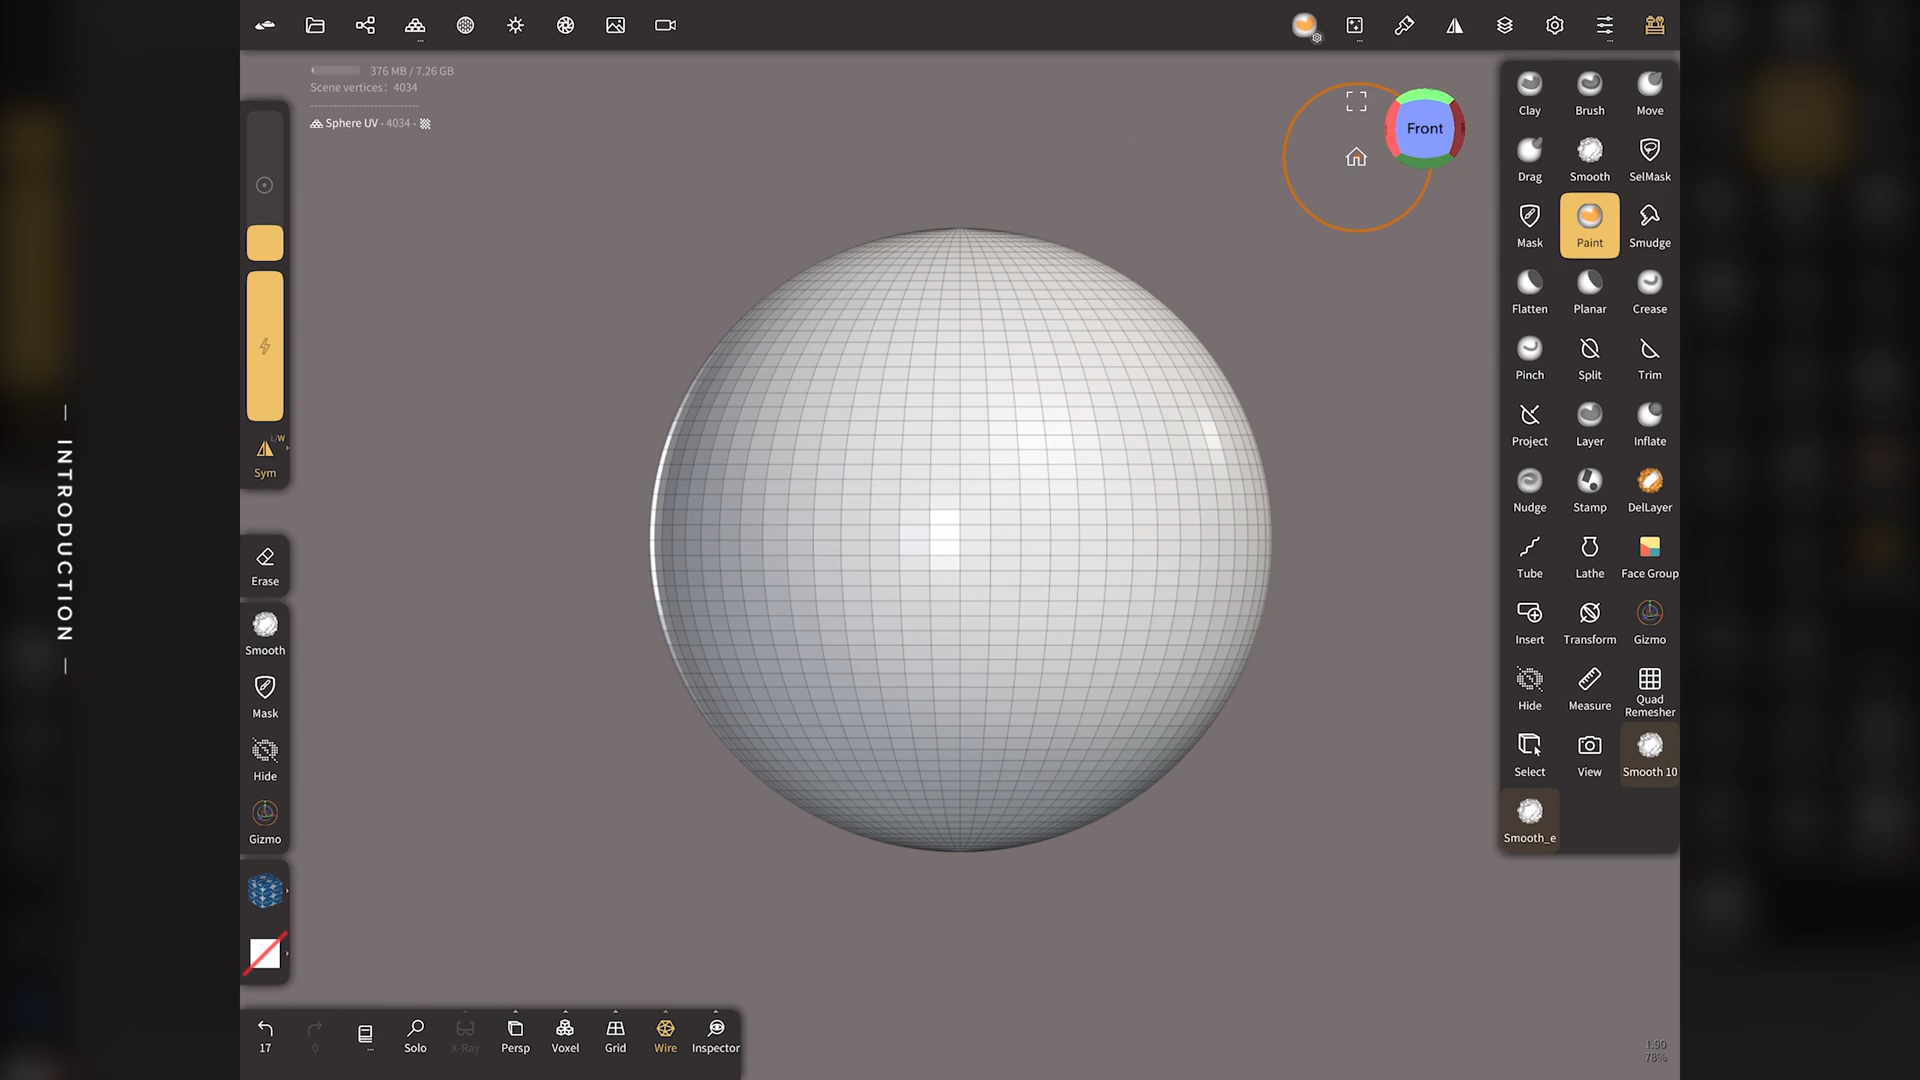 — INTRODUCTION —
376 MB / 7.26 GB
Scene vertices: 4034
Sphere UV • 4034 •
Front
Sym
L/W
Erase
Smooth
Mask
Hide
Gizmo
Clay Brush Move
Drag Smooth SelMask
Mask Paint Smudge
Flatten Planar Crease
Pinch Split Trim
Project Layer Inflate
Nudge Stamp DelLayer
Tube Lathe Face Group
Insert Transform Gizmo
Hide Measure Quad Remesher
Select View Smooth 10
Smooth_e
17 0 Solo X-Ray Persp Voxel Grid Wire Inspector
1.90
78%